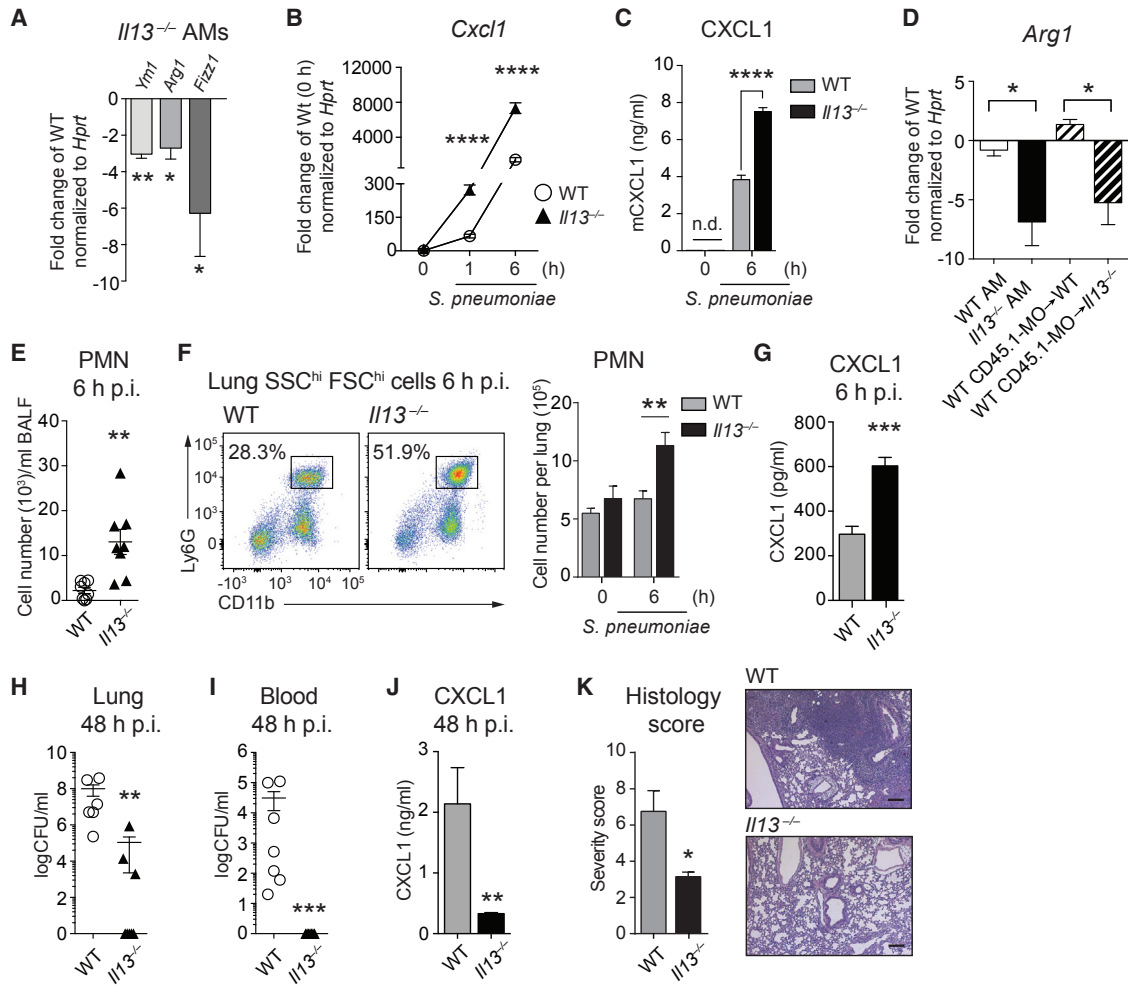 A
Il13–/– AMs
Ym1
Arg1
Fizz1
Fold change of WT
normalized to Hprt
0
-2
-4
-6
-8
-10
**
*
*
B
Cxcl1
Fold change of Wt (0 h)
normalized to Hprt
12000
8000
4000
300
150
0
****
****
WT
Il13–/–
0
1
6
(h)
S. pneumoniae
C
CXCL1
mCXCL1 (ng/ml)
10
8
6
4
2
0
n.d.
****
WT
Il13–/–
0
6
(h)
S. pneumoniae
D
Arg1
Fold change of WT
normalized to Hprt
5
0
-5
-10
*
*
WT AM
Il13–/– AM
WT CD45.1-MO→WT
WT CD45.1-MO→Il13–/–
E
PMN
6 h p.i.
Cell number (10³)/ml BALF
40
30
20
10
0
**
WT
Il13–/–
F
Lung SSChi FSChi cells 6 h p.i.
WT
Il13–/–
28.3%
51.9%
10⁵
10⁴
10³
0
Ly6G
-10³
10³
10⁴
10⁵
-10³
10³
10⁴
10⁵
CD11b
PMN
Cell number per lung (10⁵)
20
15
10
5
0
**
WT
Il13–/–
0
6
(h)
S. pneumoniae
G
CXCL1
6 h p.i.
CXCL1 (pg/ml)
800
600
400
200
0
***
WT
Il13–/–
H
Lung
48 h p.i.
logCFU/ml
10
8
6
4
2
0
**
WT
Il13–/–
I
Blood
48 h p.i.
logCFU/ml
6
5
4
3
2
1
0
***
WT
Il13–/–
J
CXCL1
48 h p.i.
CXCL1 (ng/ml)
3
2
1
0
**
WT
Il13–/–
K
Histology
score
Severity score
10
8
6
4
2
0
*
WT
Il13–/–
WT
Il13–/–